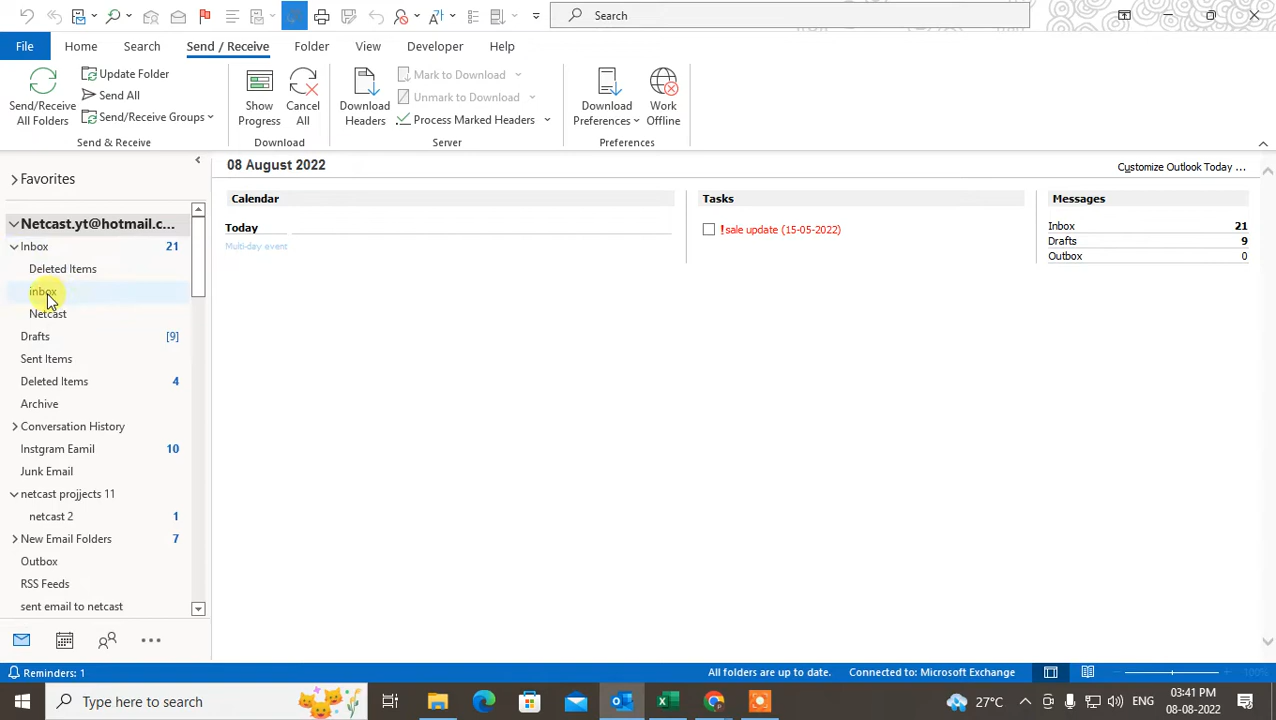 Search
File Home Search Send / Receive Folder View Developer Help
Send/Receive All Folders
Update Folder
Send All
Send/Receive Groups
Send & Receive
Show Progress
Cancel All
Download
Download Headers
Mark to Download
Unmark to Download
Process Marked Headers
Server
Download Preferences
Work Offline
Preferences
Favorites
Netcast.yt@hotmail.c...
Inbox 21
Deleted Items
inbox
Netcast
Drafts [9]
Sent Items
Deleted Items 4
Archive
Conversation History
Instgram Eamil 10
Junk Email
netcast projjects 11
netcast 2 1
New Email Folders 7
Outbox
RSS Feeds
sent email to netcast
08 August 2022
Customize Outlook Today ...
Calendar
Today
Multi-day event
Tasks
!sale update (15-05-2022)
Messages
Inbox 21
Drafts 9
Outbox 0
Reminders: 1
All folders are up to date.
Connected to: Microsoft Exchange
100%
Type here to search
27°C
ENG
03:41 PM
08-08-2022